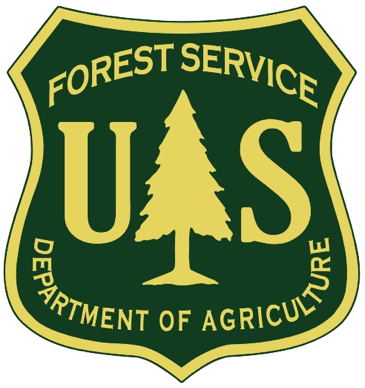 FOREST SERVICE
U S
DEPARTMENT OF AGRICULTURE